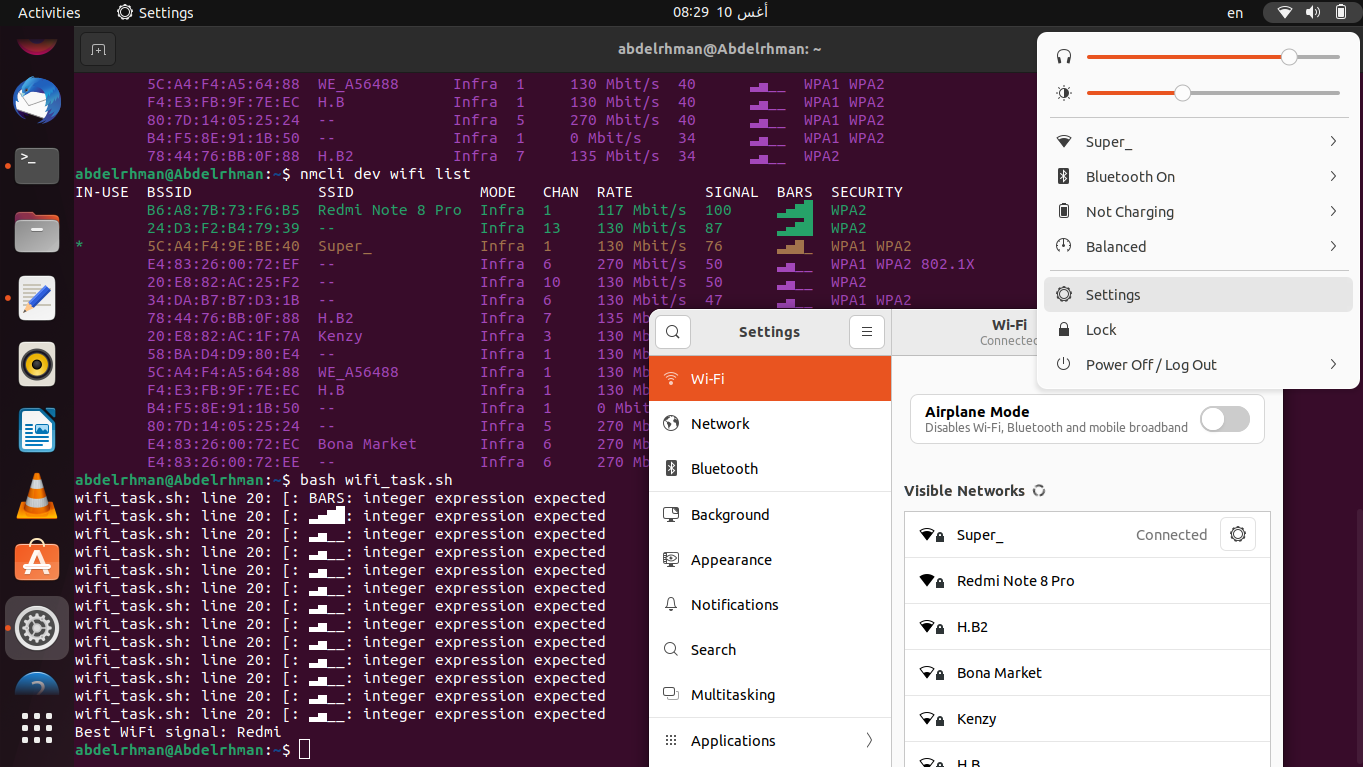 Activities Settings 08:29 10 أغس en
abdelrhman@Abdelrhman: ~
5C:A4:F4:A5:64:88 WE_A56488 Infra 1 130 Mbit/s 40 ▂▄__ WPA1 WPA2
F4:E3:FB:9F:7E:EC H.B Infra 1 130 Mbit/s 40 ▂▄__ WPA1 WPA2
80:7D:14:05:25:24 -- Infra 5 270 Mbit/s 40 ▂▄__ WPA1 WPA2
B4:F5:8E:91:1B:50 -- Infra 1 0 Mbit/s 34 ▂▄__ WPA1 WPA2
78:44:76:BB:0F:88 H.B2 Infra 7 135 Mbit/s 34 ▂▄__ WPA2
abdelrhman@Abdelrhman:~$ nmcli dev wifi list
IN-USE BSSID SSID MODE CHAN RATE SIGNAL BARS SECURITY
B6:A8:7B:73:F6:B5 Redmi Note 8 Pro Infra 1 117 Mbit/s 100 ▂▄▆█ WPA2
24:D3:F2:B4:79:39 -- Infra 13 130 Mbit/s 87 ▂▄▆█ WPA2
* 5C:A4:F4:9E:BE:40 Super_ Infra 1 130 Mbit/s 76 ▂▄▆_ WPA1 WPA2
E4:83:26:00:72:EF -- Infra 6 270 Mbit/s 50 ▂▄__ WPA1 WPA2 802.1X
20:E8:82:AC:25:F2 -- Infra 10 130 Mbit/s 50 ▂▄__ WPA2
34:DA:B7:B7:D3:1B -- Infra 6 130 Mbit/s 47 ▂▄__ WPA1 WPA2
78:44:76:BB:0F:88 H.B2 Infra 7 135 Mb
20:E8:82:AC:1F:7A Kenzy Infra 3 130 Mb
58:BA:D4:D9:80:E4 -- Infra 1 130 Mb
5C:A4:F4:A5:64:88 WE_A56488 Infra 1 130 Mb
F4:E3:FB:9F:7E:EC H.B Infra 1 130 Mb
B4:F5:8E:91:1B:50 -- Infra 1 0 Mbit
80:7D:14:05:25:24 -- Infra 5 270 Mb
E4:83:26:00:72:EC Bona Market Infra 6 270 Mb
E4:83:26:00:72:EE -- Infra 6 270 Mb
abdelrhman@Abdelrhman:~$ bash wifi_task.sh
wifi_task.sh: line 20: [: BARS: integer expression expected
wifi_task.sh: line 20: [: ▂▄▆█: integer expression expected
wifi_task.sh: line 20: [: ▂▄__: integer expression expected
wifi_task.sh: line 20: [: ▂▄__: integer expression expected
wifi_task.sh: line 20: [: ▂▄__: integer expression expected
wifi_task.sh: line 20: [: ▂▄__: integer expression expected
wifi_task.sh: line 20: [: ▂▄__: integer expression expected
wifi_task.sh: line 20: [: ▂▄__: integer expression expected
wifi_task.sh: line 20: [: ▂▄__: integer expression expected
wifi_task.sh: line 20: [: ▂▄__: integer expression expected
wifi_task.sh: line 20: [: ▂▄__: integer expression expected
wifi_task.sh: line 20: [: ▂▄__: integer expression expected
wifi_task.sh: line 20: [: ▂▄__: integer expression expected
Best WiFi signal: Redmi
abdelrhman@Abdelrhman:~$
Settings
Wi-Fi
Network
Bluetooth
Background
Appearance
Notifications
Search
Multitasking
Applications
Wi-Fi
Connected
Airplane Mode
Disables Wi-Fi, Bluetooth and mobile broadband
Visible Networks
Super_ Connected
Redmi Note 8 Pro
H.B2
Bona Market
Kenzy
H.B
Super_
Bluetooth On
Not Charging
Balanced
Settings
Lock
Power Off / Log Out